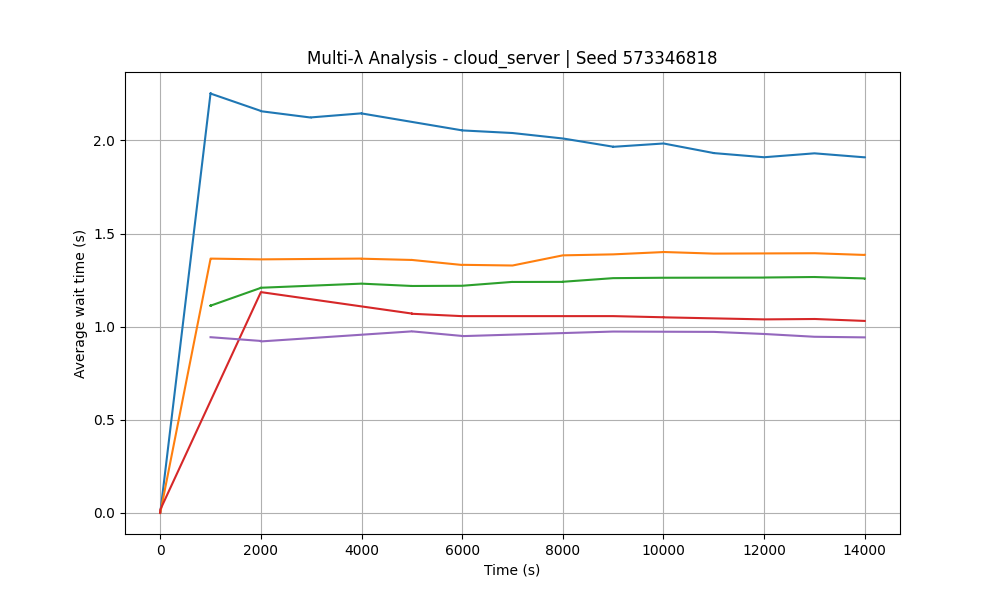 Multi-λ Analysis - cloud_server | Seed 573346818
Average wait time (s)
2.0
1.5
1.0
0.5
0.0
0 2000 4000 6000 8000 10000 12000 14000
Time (s)